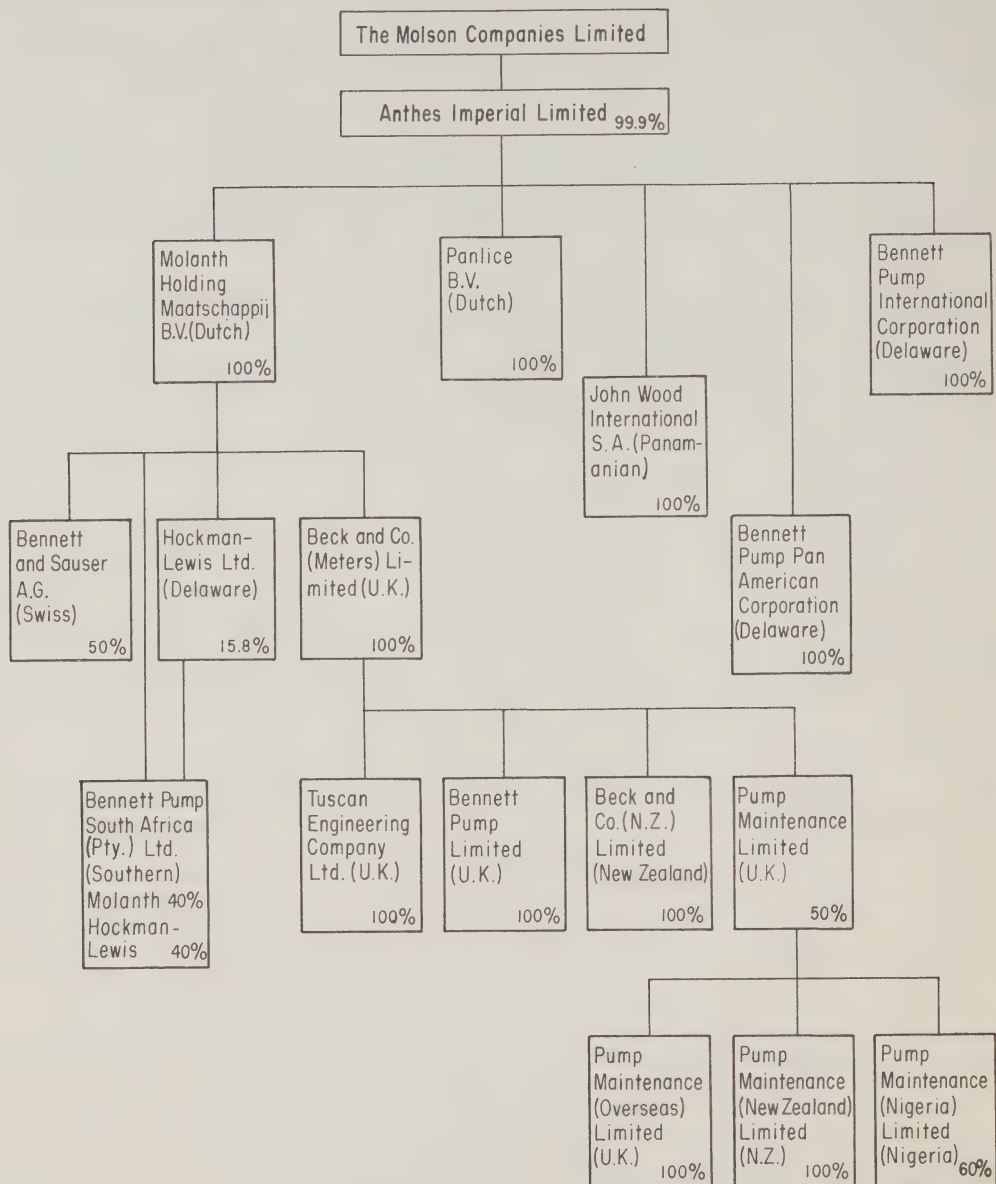 The Molson Companies Limited
Anthes Imperial Limited 99.9%
Molanth
Holding
Maatschappij
B.V.(Dutch)
100%
Panlice
B.V.
(Dutch)
100%
John Wood
International
S.A.(Panam-
anian)
100%
Bennett
Pump Pan
American
Corporation
(Delaware)
100%
Bennett
Pump
International
Corporation
(Delaware)
100%
Bennett
and Sauser
A.G.
(Swiss)
50%
Hockman-
Lewis Ltd.
(Delaware)
15.8%
Beck and Co.
(Meters) Li-
mited (U.K.)
100%
Bennett Pump
South Africa
(Pty.) Ltd.
(Southern)
Molanth 40%
Hockman-
Lewis 40%
Tuscan
Engineering
Company
Ltd. (U.K.)
100%
Bennett
Pump
Limited
(U.K.)
100%
Beck and
Co. (N.Z.)
Limited
(New Zealand)
100%
Pump
Maintenance
Limited
(U.K.)
50%
Pump
Maintenance
(Overseas)
Limited
(U.K.)
100%
Pump
Maintenance
(New Zealand)
Limited
(N.Z.)
100%
Pump
Maintenance
(Nigeria)
Limited
(Nigeria)
60%